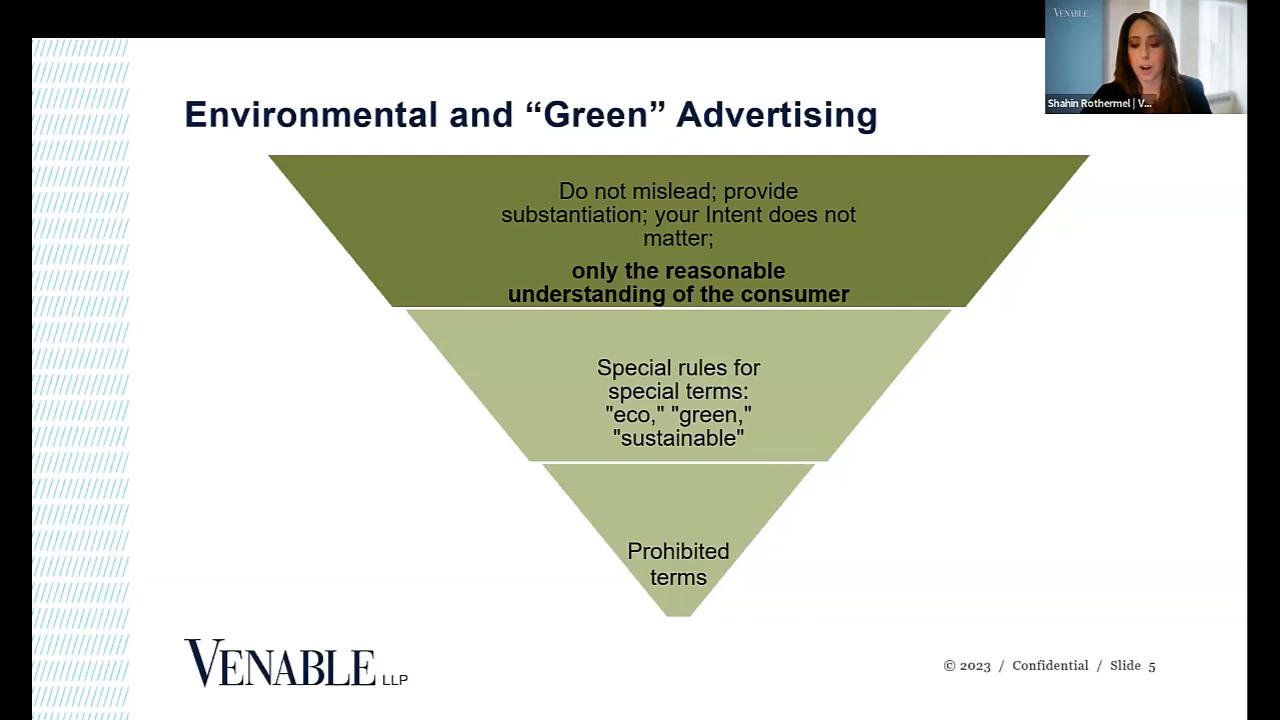 VENABLE
Shahin Rothermel | V...
Environmental and “Green” Advertising
Do not mislead; provide
substantiation; your Intent does not
matter;
only the reasonable
understanding of the consumer
Special rules for
special terms:
"eco," "green,"
"sustainable"
Prohibited
terms
VENABLE LLP
© 2023 / Confidential / Slide 5